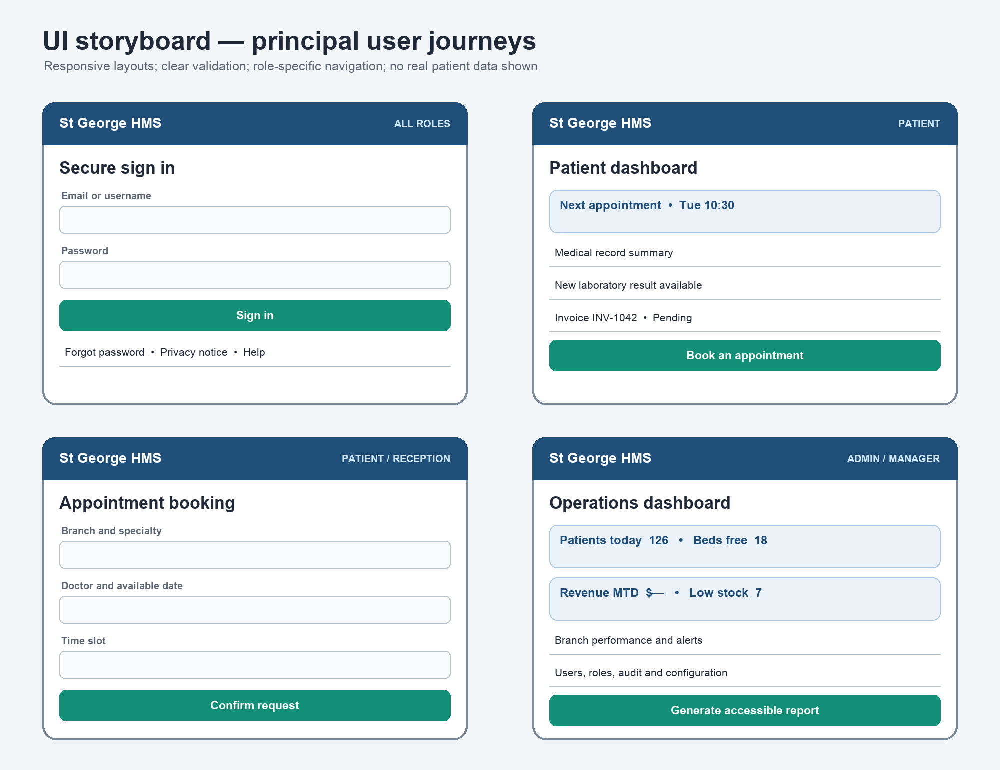 UI storyboard — principal user journeys
Responsive layouts; clear validation; role-specific navigation; no real patient data shown
St George HMS
ALL ROLES
Secure sign in
Email or username
Password
Sign in
Forgot password • Privacy notice • Help
St George HMS
PATIENT
Patient dashboard
Next appointment • Tue 10:30
Medical record summary
New laboratory result available
Invoice INV-1042 • Pending
Book an appointment
St George HMS
PATIENT / RECEPTION
Appointment booking
Branch and specialty
Doctor and available date
Time slot
Confirm request
St George HMS
ADMIN / MANAGER
Operations dashboard
Patients today 126 • Beds free 18
Revenue MTD $— • Low stock 7
Branch performance and alerts
Users, roles, audit and configuration
Generate accessible report